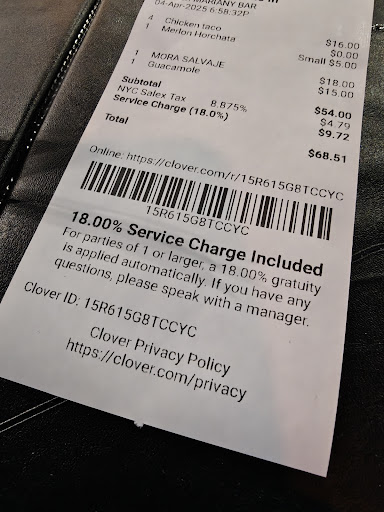 MARIANY BAR
04-Apr-2025 6:58:32P
4 Chicken taco $16.00
1 Merlon Horchata $0.00
Small $5.00
1 MORA SALVAJE $18.00
1 Guacamole $15.00
Subtotal $54.00
NYC Salex Tax 8.875% $4.79
Service Charge (18.0%) $9.72
Total $68.51
Online: https://clover.com/r/15R615G8TCCYC
15R615G8TCCYC
18.00% Service Charge Included
For parties of 1 or larger, a 18.00% gratuity
is applied automatically. If you have any
questions, please speak with a manager.
Clover ID: 15R615G8TCCYC
Clover Privacy Policy
https://clover.com/privacy